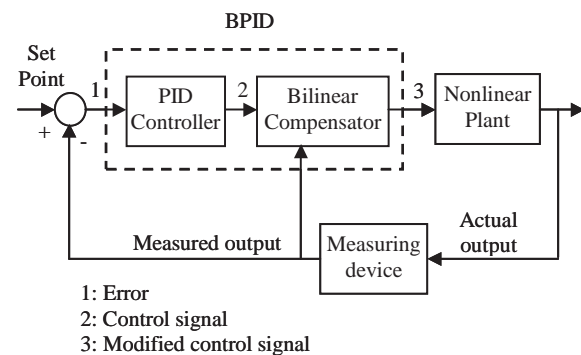 BPID
Set
Point
1
PID
Controller
2
Bilinear
Compensator
3
Nonlinear
Plant
+
-
Measured output
Measuring
device
Actual
output
1: Error
2: Control signal
3: Modified control signal